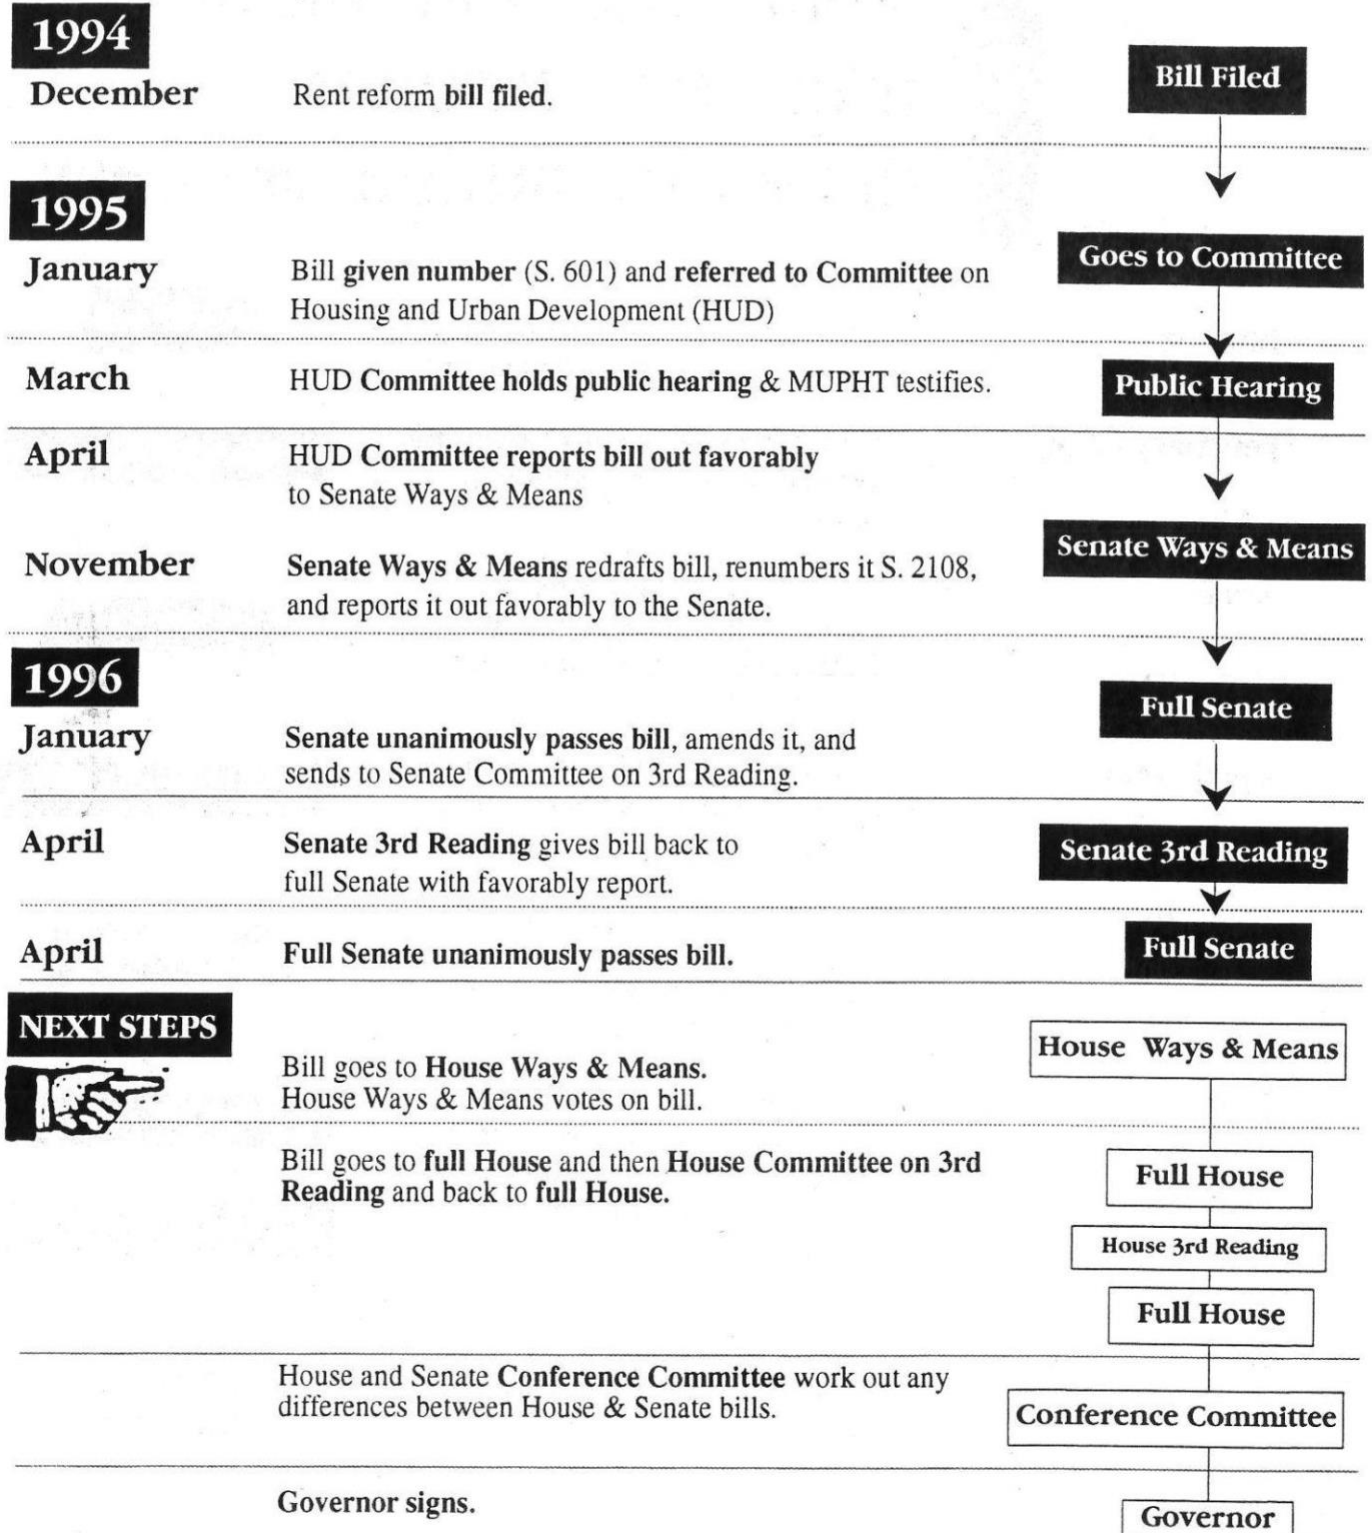 1994
December
Rent reform bill filed.
Bill Filed
1995
January
Bill given number (S. 601) and referred to Committee on
Housing and Urban Development (HUD)
Goes to Committee
March
HUD Committee holds public hearing & MUPHT testifies.
Public Hearing
April
HUD Committee reports bill out favorably
to Senate Ways & Means
November
Senate Ways & Means redrafts bill, renumbers it S. 2108,
and reports it out favorably to the Senate.
Senate Ways & Means
1996
January
Senate unanimously passes bill, amends it, and
sends to Senate Committee on 3rd Reading.
Full Senate
April
Senate 3rd Reading gives bill back to
full Senate with favorably report.
Senate 3rd Reading
April
Full Senate unanimously passes bill.
Full Senate
NEXT STEPS
Bill goes to House Ways & Means.
House Ways & Means votes on bill.
House Ways & Means
Bill goes to full House and then House Committee on 3rd
Reading and back to full House.
Full House
House 3rd Reading
Full House
House and Senate Conference Committee work out any
differences between House & Senate bills.
Conference Committee
Governor signs.
Governor